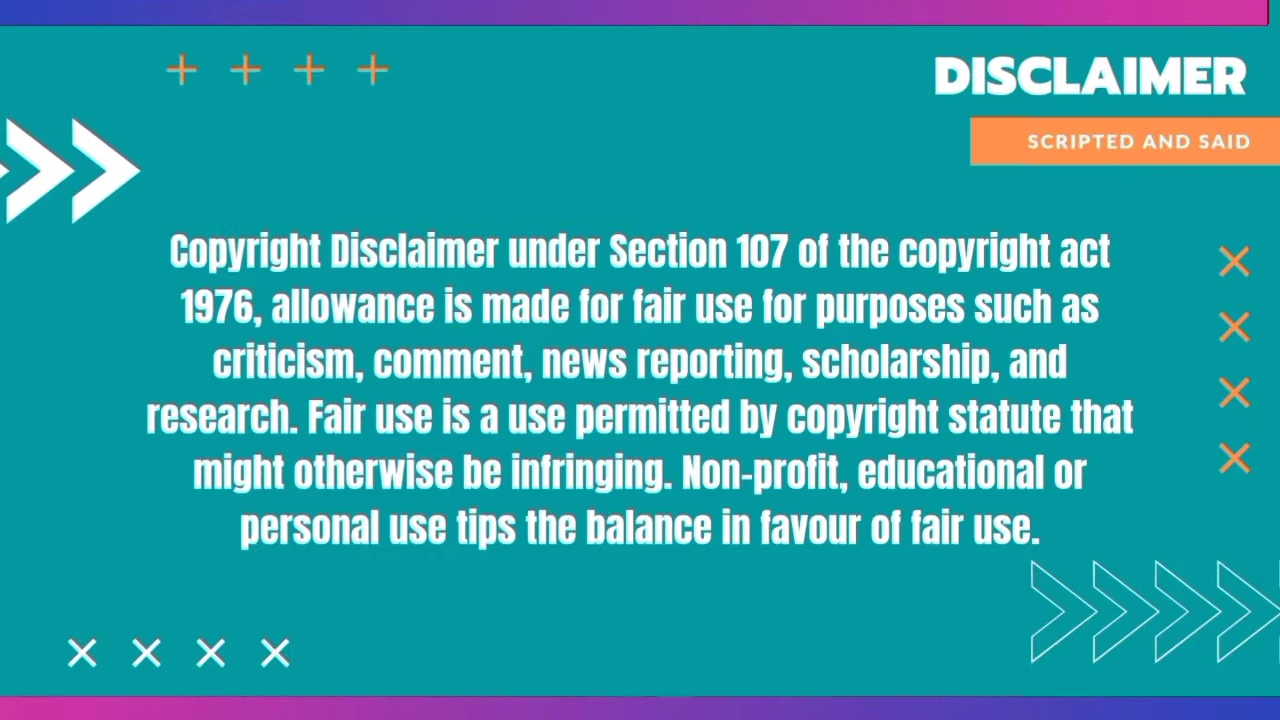 DISCLAIMER
SCRIPTED AND SAID
Copyright Disclaimer under Section 107 of the copyright act
1976, allowance is made for fair use for purposes such as
criticism, comment, news reporting, scholarship, and
research. Fair use is a use permitted by copyright statute that
might otherwise be infringing. Non-profit, educational or
personal use tips the balance in favour of fair use.